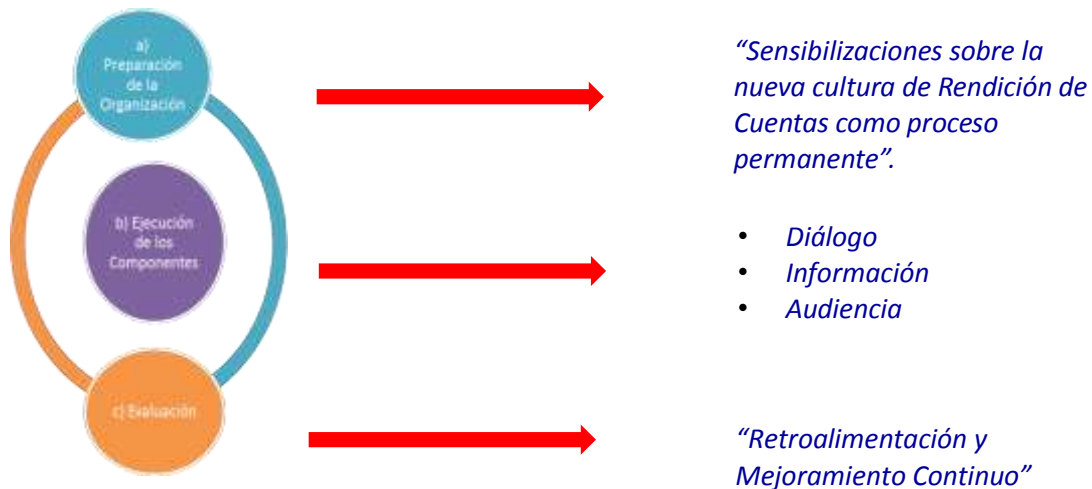 a)
Preparación
de la
Organización
“Sensibilizaciones sobre la
nueva cultura de Rendición de
Cuentas como proceso
permanente”.
b) Ejecución
de los
Componentes
• Diálogo
• Información
• Audiencia
c) Evaluación
“Retroalimentación y
Mejoramiento Continuo”